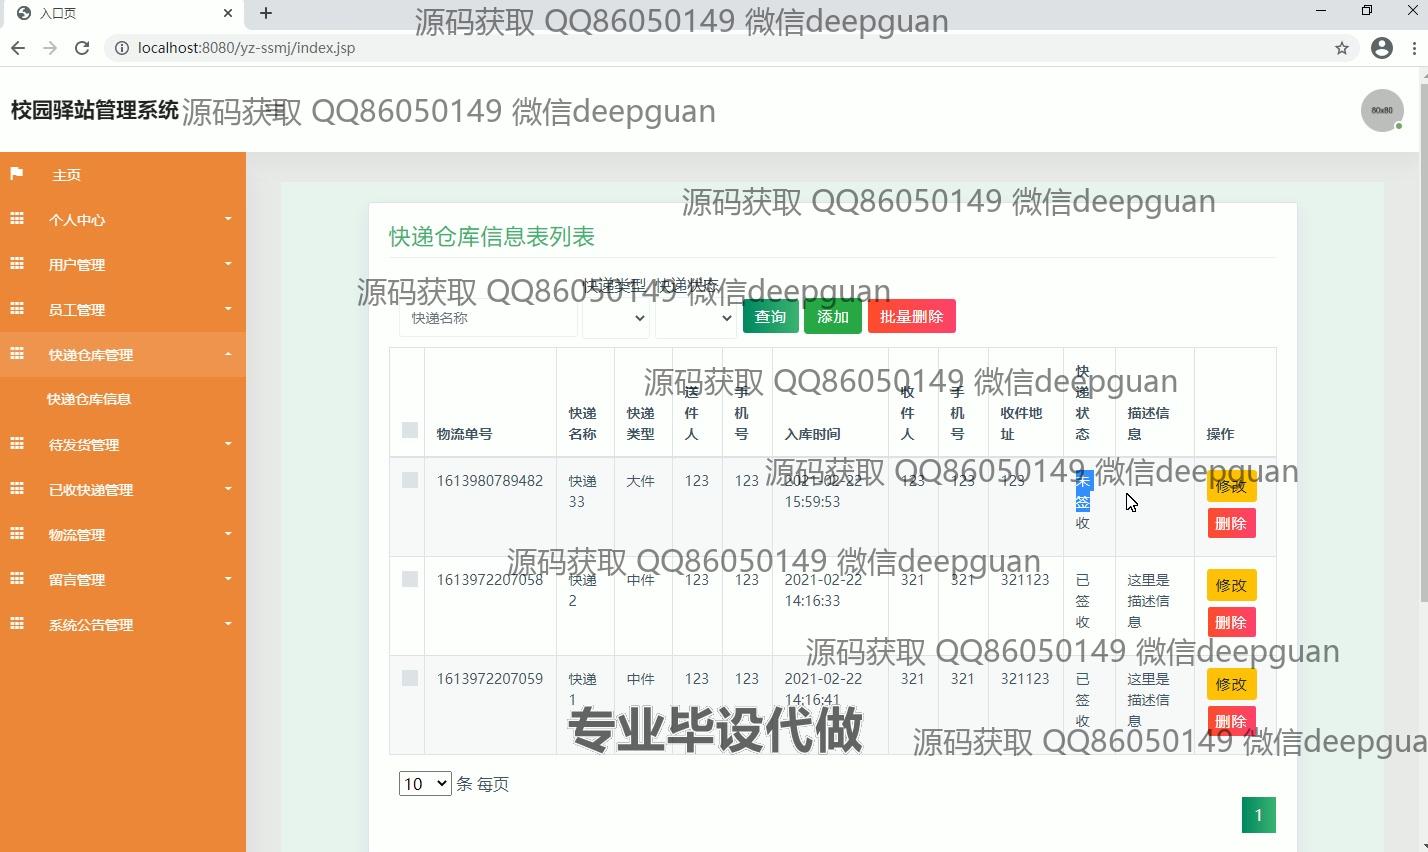 入口页
源码获取 QQ86050149 微信deepguan
localhost:8080/yz-ssmj/index.jsp
校园驿站管理系统
源码获取 QQ86050149 微信deepguan
80x80
主页
个人中心
用户管理
员工管理
快递仓库管理
快递仓库信息
待发货管理
已收快递管理
物流管理
留言管理
系统公告管理
源码获取 QQ86050149 微信deepguan
快递仓库信息表列表
快递类型 快递状态
源码获取 QQ86050149 微信deepguan
快递名称 查询 添加 批量删除
源码获取 QQ86050149 微信deepguan
物流单号 快递名称 快递类型 送件人 手机号 入库时间 收件人 手机号 收件地址 快递状态 描述信息 操作
源码获取 QQ86050149 微信deepguan
1613980789482 快递33 大件 123 123 2021-02-22 15:59:53 123 123 123 未签收 修改 删除
源码获取 QQ86050149 微信deepguan
1613972207058 快递2 中件 123 123 2021-02-22 14:16:33 321 321 321123 已签收 这里是描述信息 修改 删除
源码获取 QQ86050149 微信deepguan
1613972207059 快递1 中件 123 123 2021-02-22 14:16:41 321 321 321123 已签收 这里是描述信息 修改 删除
专业毕设代做
源码获取 QQ86050149 微信deepgua
10 条 每页
1